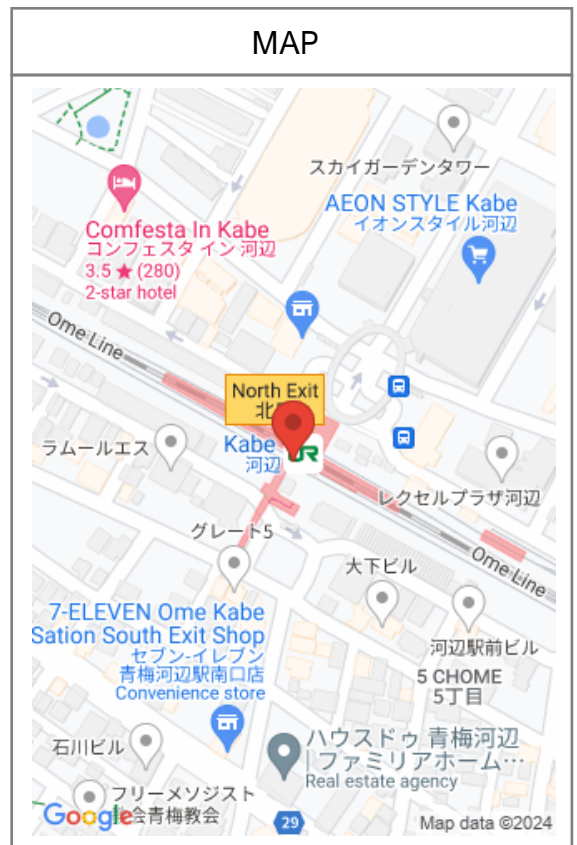 MAP
スカイガーデンタワー
AEON STYLE Kabe
イオンスタイル河辺
Comfesta In Kabe
コンフェスタ イン 河辺
3.5 ★ (280)
2-star hotel
Ome Line
North Exit
北
Kabe
河辺
JR
ラムールエス
レクセルプラザ河辺
グレート5
Ome Line
大下ビル
7-ELEVEN Ome Kabe
Sation South Exit Shop
セブン-イレブン
青梅河辺駅南口店
Convenience store
河辺駅前ビル
5 CHOME
5丁目
石川ビル
ハウスドゥ 青梅河辺
| ファミリアホーム…
Real estate agency
フリーメソジスト
会青梅教会
Google
29
Map data ©2024